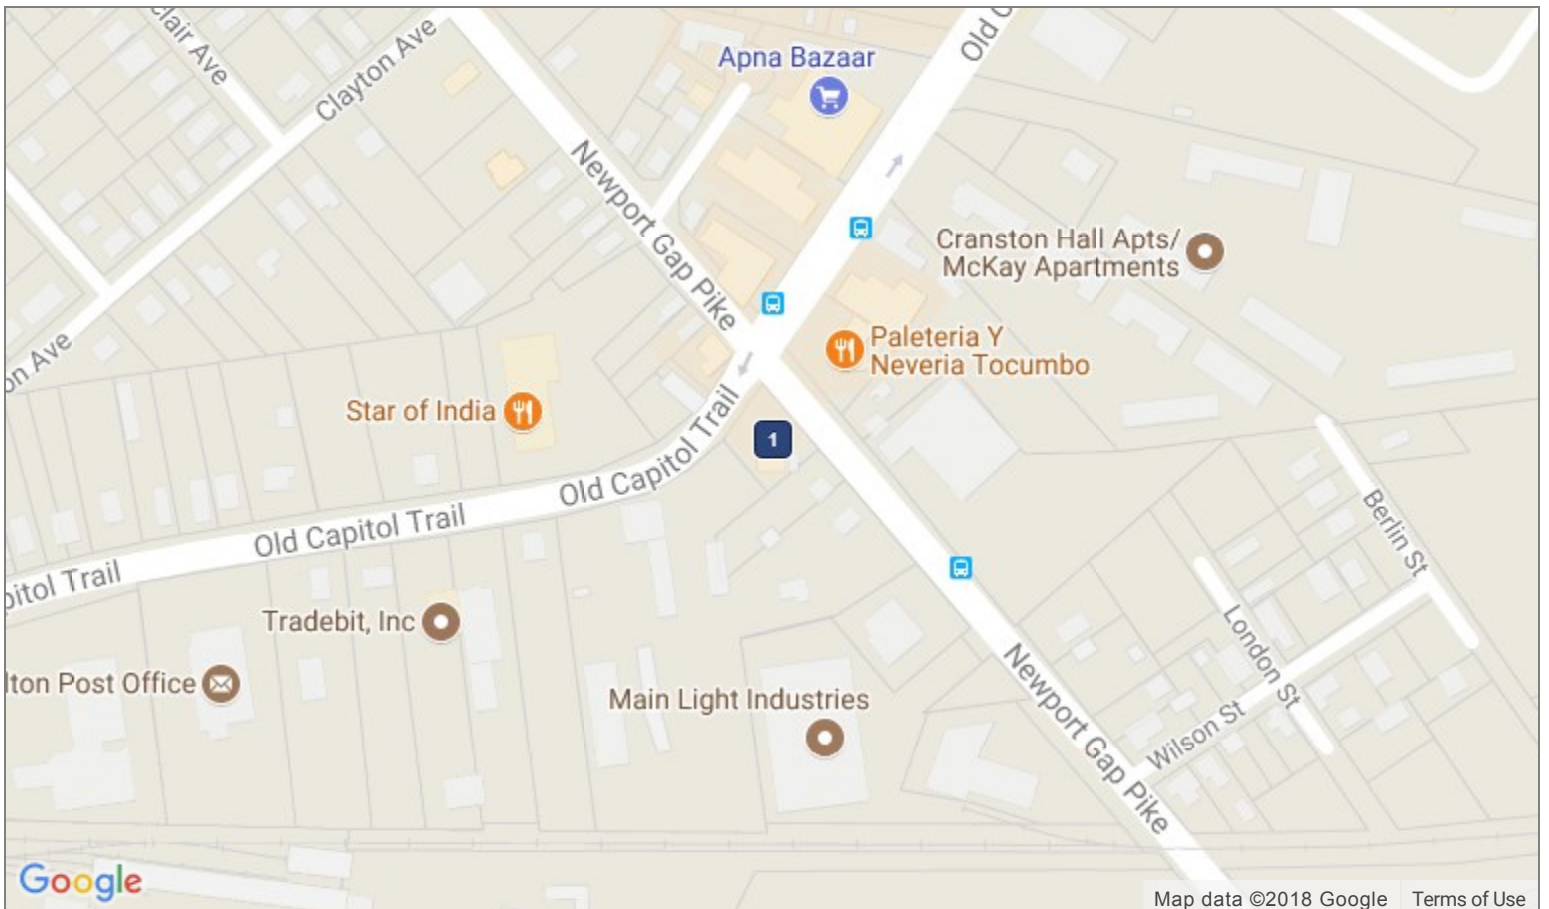 clair Ave
Clayton Ave
Apna Bazaar
Old C
Newport Gap Pike
Cranston Hall Apts/
McKay Apartments
Paleteria Y
Neveria Tocumbo
on Ave
Star of India
1
Old Capitol Trail
Old Capitol Trail
pitol Trail
Berlin St
Tradebit, Inc
London St
lton Post Office
Main Light Industries
Newport Gap Pike
Wilson St
Google
Map data ©2018 Google
Terms of Use